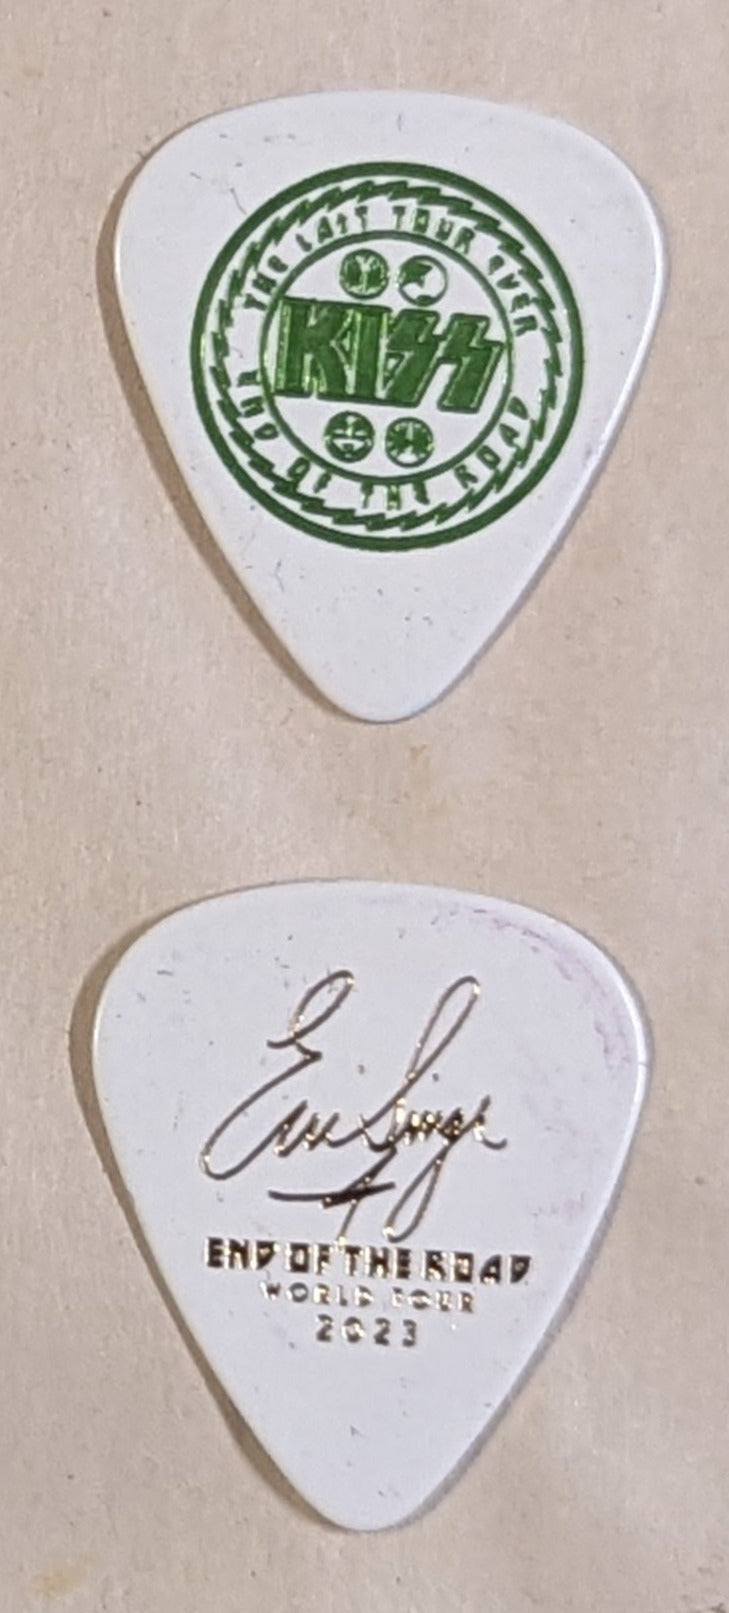 THE LAST TOUR EVER
KISS
END OF THE ROAD
Eric Singer
END OF THE ROAD
WORLD TOUR
2023